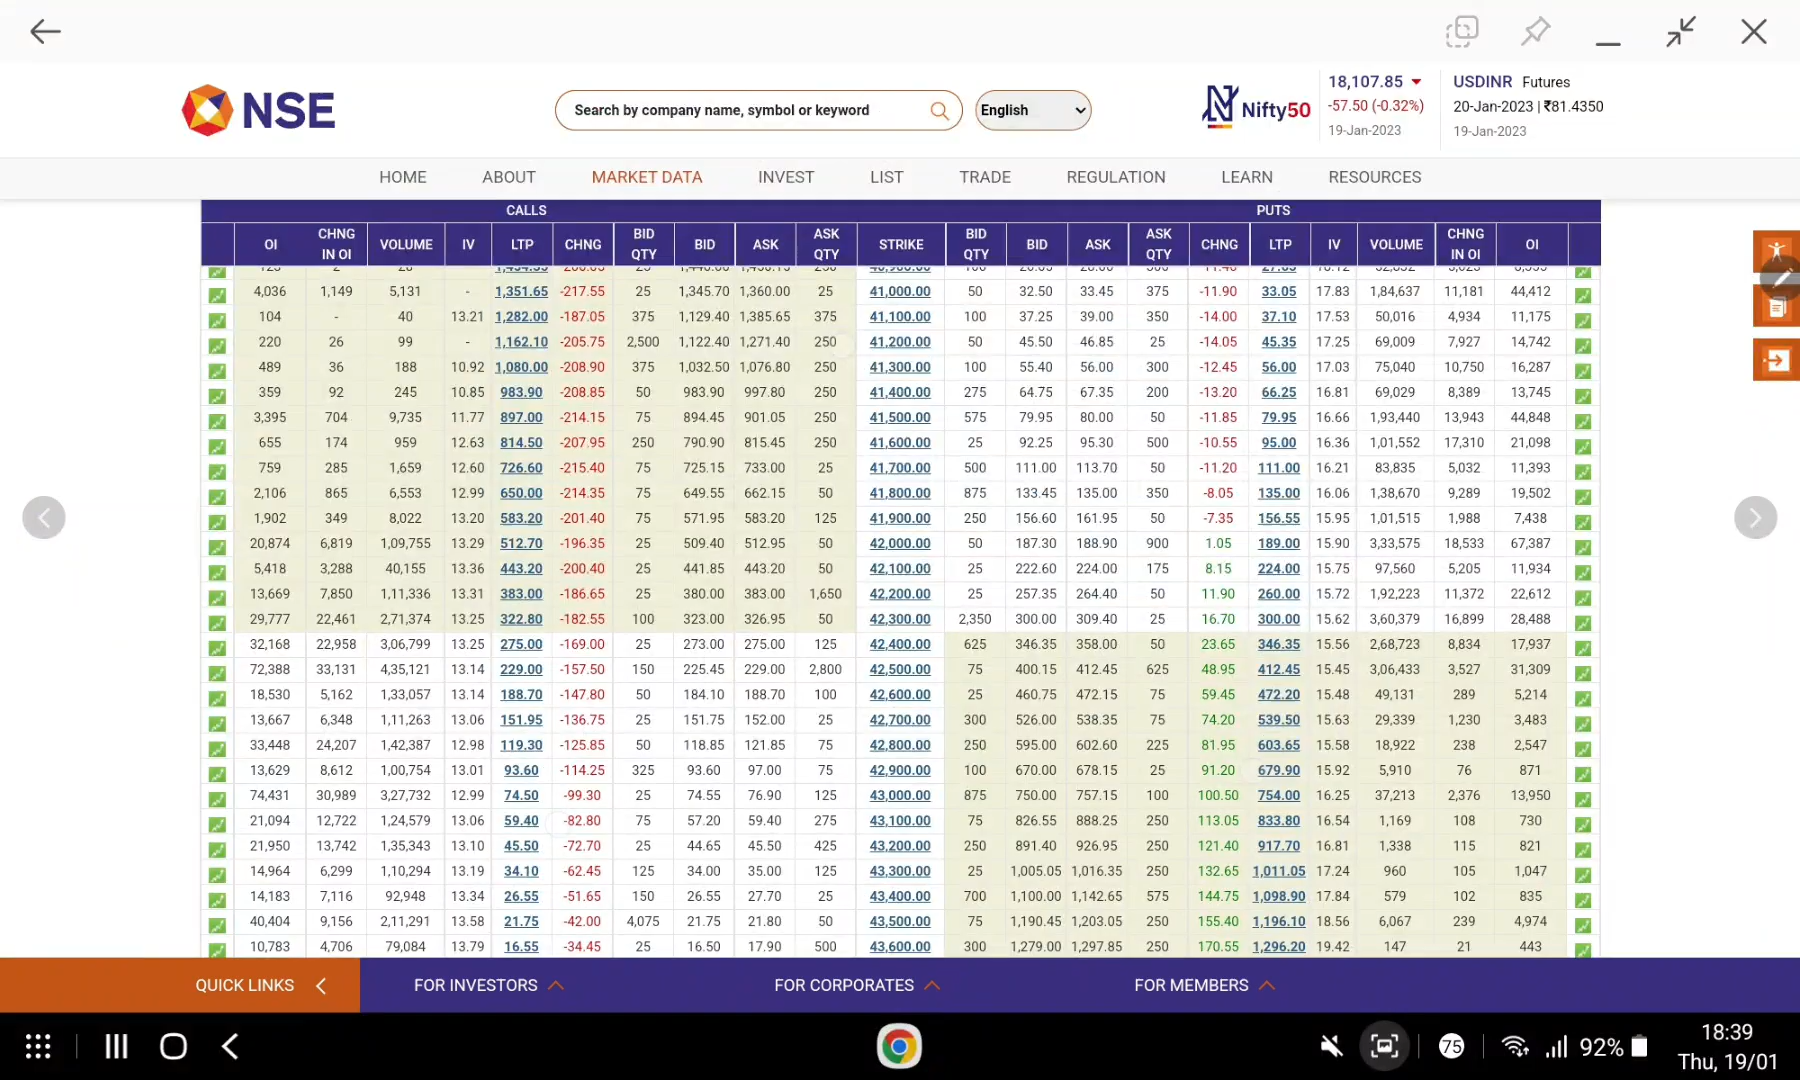 NSE
Search by company name, symbol or keyword
English
Nifty50
18,107.85
-57.50 (-0.32%)
19-Jan-2023
USDINR Futures
20-Jan-2023 | ₹81.4350
19-Jan-2023
HOME ABOUT MARKET DATA INVEST LIST TRADE REGULATION LEARN RESOURCES
CALLS PUTS
OI CHNG IN OI VOLUME IV LTP CHNG BID QTY BID ASK ASK QTY STRIKE BID QTY BID ASK ASK QTY CHNG LTP IV VOLUME CHNG IN OI OI
4,036 1,149 5,131 - 1,351.65 -217.55 25 1,345.70 1,360.00 25 41,000.00 50 32.50 33.45 375 -11.90 33.05 17.83 1,84,637 11,181 44,412
104 - 40 13.21 1,282.00 -187.05 375 1,129.40 1,385.65 375 41,100.00 100 37.25 39.00 350 -14.00 37.10 17.53 50,016 4,934 11,175
220 26 99 - 1,162.10 -205.75 2,500 1,122.40 1,271.40 250 41,200.00 50 45.50 46.85 25 -14.05 45.35 17.25 69,009 7,927 14,742
489 36 188 10.92 1,080.00 -208.90 375 1,032.50 1,076.80 250 41,300.00 100 55.40 56.00 300 -12.45 56.00 17.03 75,040 10,750 16,287
359 92 245 10.85 983.90 -208.85 50 983.90 997.80 250 41,400.00 275 64.75 67.35 200 -13.20 66.25 16.81 69,029 8,389 13,745
3,395 704 9,735 11.77 897.00 -214.15 75 894.45 901.05 250 41,500.00 575 79.95 80.00 50 -11.85 79.95 16.66 1,93,440 13,943 44,848
655 174 959 12.63 814.50 -207.95 250 790.90 815.45 250 41,600.00 25 92.25 95.30 500 -10.55 95.00 16.36 1,01,552 17,310 21,098
759 285 1,659 12.60 726.60 -215.40 75 725.15 733.00 25 41,700.00 500 111.00 113.70 50 -11.20 111.00 16.21 83,835 5,032 11,393
2,106 865 6,553 12.99 650.00 -214.35 75 649.55 662.15 50 41,800.00 875 133.45 135.00 350 -8.05 135.00 16.06 1,38,670 9,289 19,502
1,902 349 8,022 13.20 583.20 -201.40 75 571.95 583.20 125 41,900.00 250 156.60 161.95 50 -7.35 156.55 15.95 1,01,515 1,988 7,438
20,874 6,819 1,09,755 13.29 512.70 -196.35 25 509.40 512.95 50 42,000.00 50 187.30 188.90 900 1.05 189.00 15.90 3,33,575 18,533 67,387
5,418 3,288 40,155 13.36 443.20 -200.40 25 441.85 443.20 50 42,100.00 25 222.60 224.00 175 8.15 224.00 15.75 97,560 5,205 11,934
13,669 7,850 1,11,336 13.31 383.00 -186.65 25 380.00 383.00 1,650 42,200.00 25 257.35 264.40 50 11.90 260.00 15.72 1,92,223 11,372 22,612
29,777 22,461 2,71,374 13.25 322.80 -182.55 100 323.00 326.95 50 42,300.00 2,350 300.00 309.40 25 16.70 300.00 15.62 3,60,379 16,899 28,488
32,168 22,958 3,06,799 13.25 275.00 -169.00 25 273.00 275.00 125 42,400.00 625 346.35 358.00 50 23.65 346.35 15.56 2,68,723 8,834 17,937
72,388 33,131 4,35,121 13.14 229.00 -157.50 150 225.45 229.00 2,800 42,500.00 75 400.15 412.45 625 48.95 412.45 15.45 3,06,433 3,527 31,309
18,530 5,162 1,33,057 13.14 188.70 -147.80 50 184.10 188.70 100 42,600.00 25 460.75 472.15 75 59.45 472.20 15.48 49,131 289 5,214
13,667 6,348 1,11,263 13.06 151.95 -136.75 25 151.75 152.00 25 42,700.00 300 526.00 538.35 75 74.20 539.50 15.63 29,339 1,230 3,483
33,448 24,207 1,42,387 12.98 119.30 -125.85 50 118.85 121.85 75 42,800.00 250 595.00 602.60 225 81.95 603.65 15.58 18,922 238 2,547
13,629 8,612 1,00,754 13.01 93.60 -114.25 325 93.60 97.00 75 42,900.00 100 670.00 678.15 25 91.20 679.90 15.92 5,910 76 871
74,431 30,989 3,27,732 12.99 74.50 -99.30 25 74.55 76.90 125 43,000.00 875 750.00 757.15 100 100.50 754.00 16.25 37,213 2,376 13,950
21,094 12,722 1,24,579 13.06 59.40 -82.80 75 57.20 59.40 275 43,100.00 75 826.55 888.25 250 113.05 833.80 16.54 1,169 108 730
21,950 13,742 1,35,343 13.10 45.50 -72.70 25 44.65 45.50 425 43,200.00 250 891.40 926.95 250 121.40 917.70 16.81 1,338 115 821
14,964 6,299 1,10,294 13.19 34.10 -62.45 125 34.00 35.00 125 43,300.00 25 1,005.05 1,016.35 250 132.65 1,011.05 17.24 960 105 1,047
14,183 7,116 92,948 13.34 26.55 -51.65 150 26.55 27.70 25 43,400.00 700 1,100.00 1,142.65 575 144.75 1,098.90 17.84 579 102 835
40,404 9,156 2,11,291 13.58 21.75 -42.00 4,075 21.75 21.80 50 43,500.00 75 1,190.45 1,203.05 250 155.40 1,196.10 18.56 6,067 239 4,974
10,783 4,706 79,084 13.79 16.55 -34.45 25 16.50 17.90 500 43,600.00 300 1,279.00 1,297.85 250 170.55 1,296.20 19.42 147 21 443
QUICK LINKS FOR INVESTORS FOR CORPORATES FOR MEMBERS
75 92% 18:39
Thu, 19/01